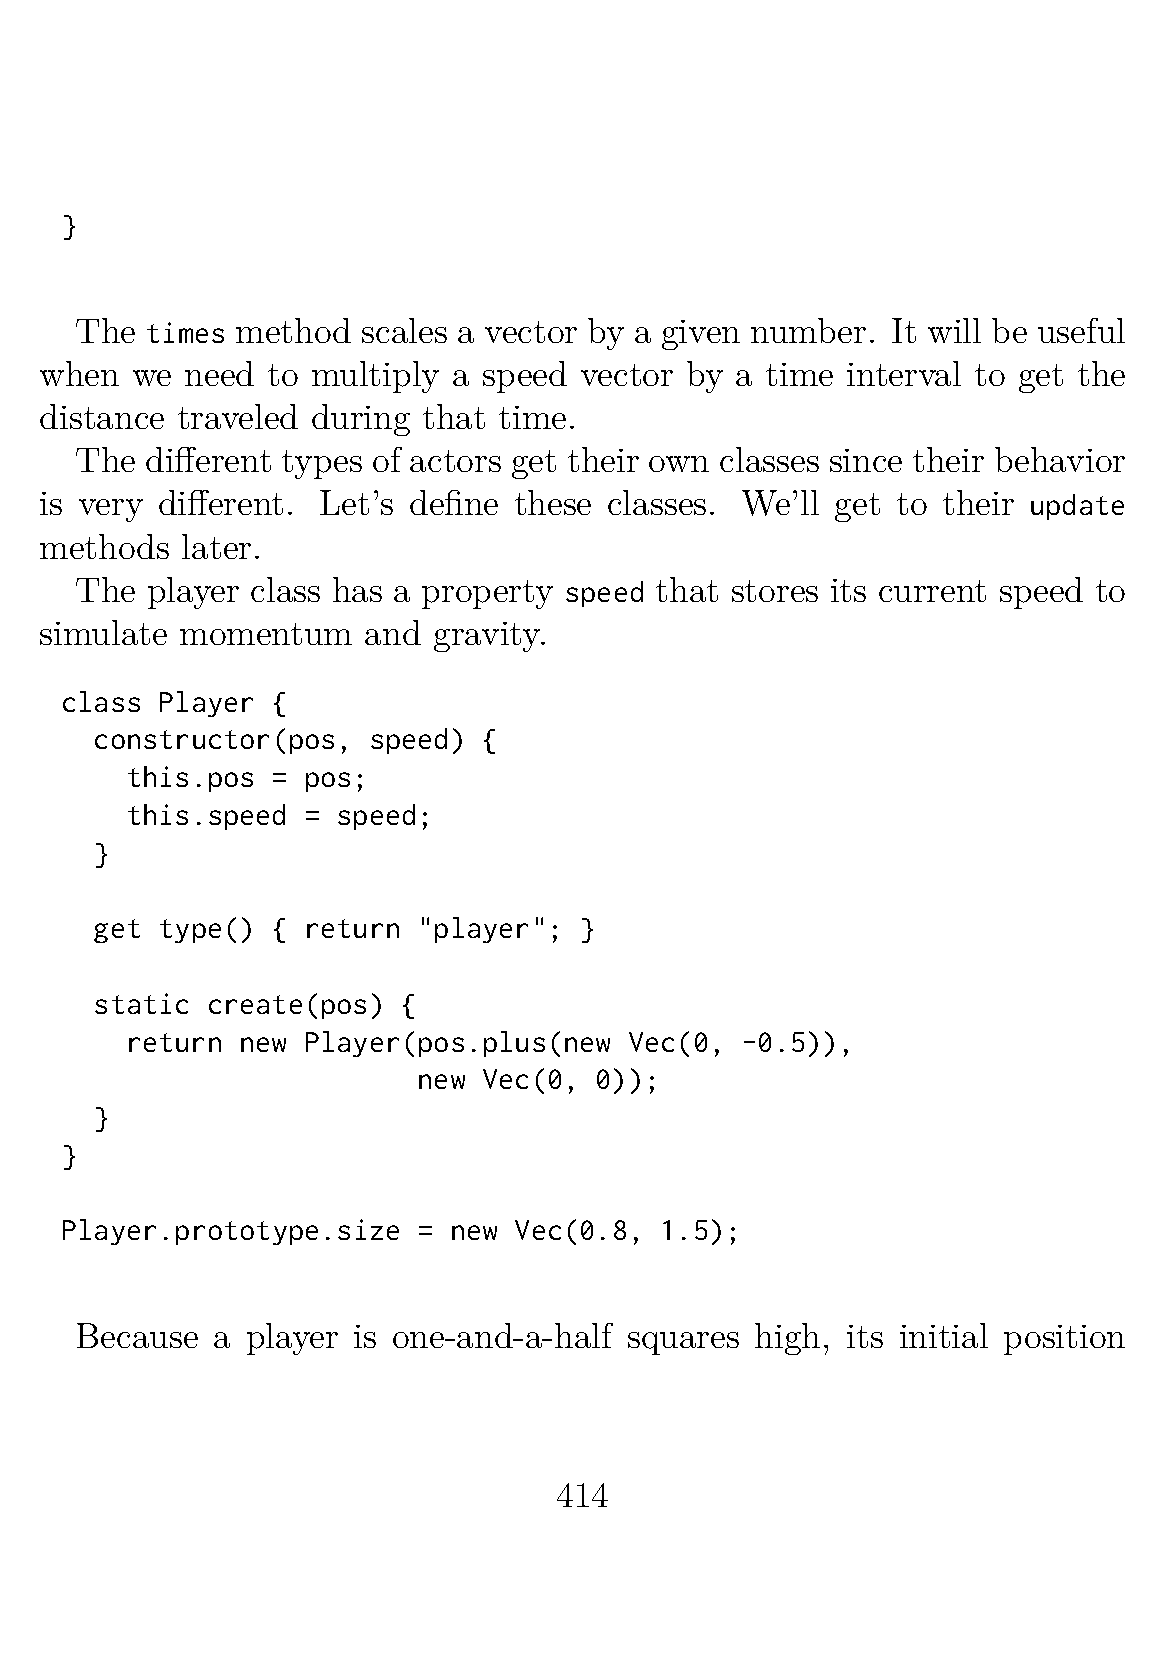 }
The times method scales a vector by a given number. It will be useful
when we need to multiply a speed vector by a time interval to get the
distance traveled during that time.
The different types of actors get their own classes since their behavior
is very different. Let's define these classes. We'll get to their update
methods later.
The player class has a property speed that stores its current speed to
simulate momentum and gravity.
class Player {
  constructor(pos, speed) {
    this.pos = pos;
    this.speed = speed;
  }

  get type() { return "player"; }

  static create(pos) {
    return new Player(pos.plus(new Vec(0, -0.5)),
                      new Vec(0, 0));
  }
}

Player.prototype.size = new Vec(0.8, 1.5);
Because a player is one-and-a-half squares high, its initial position
414